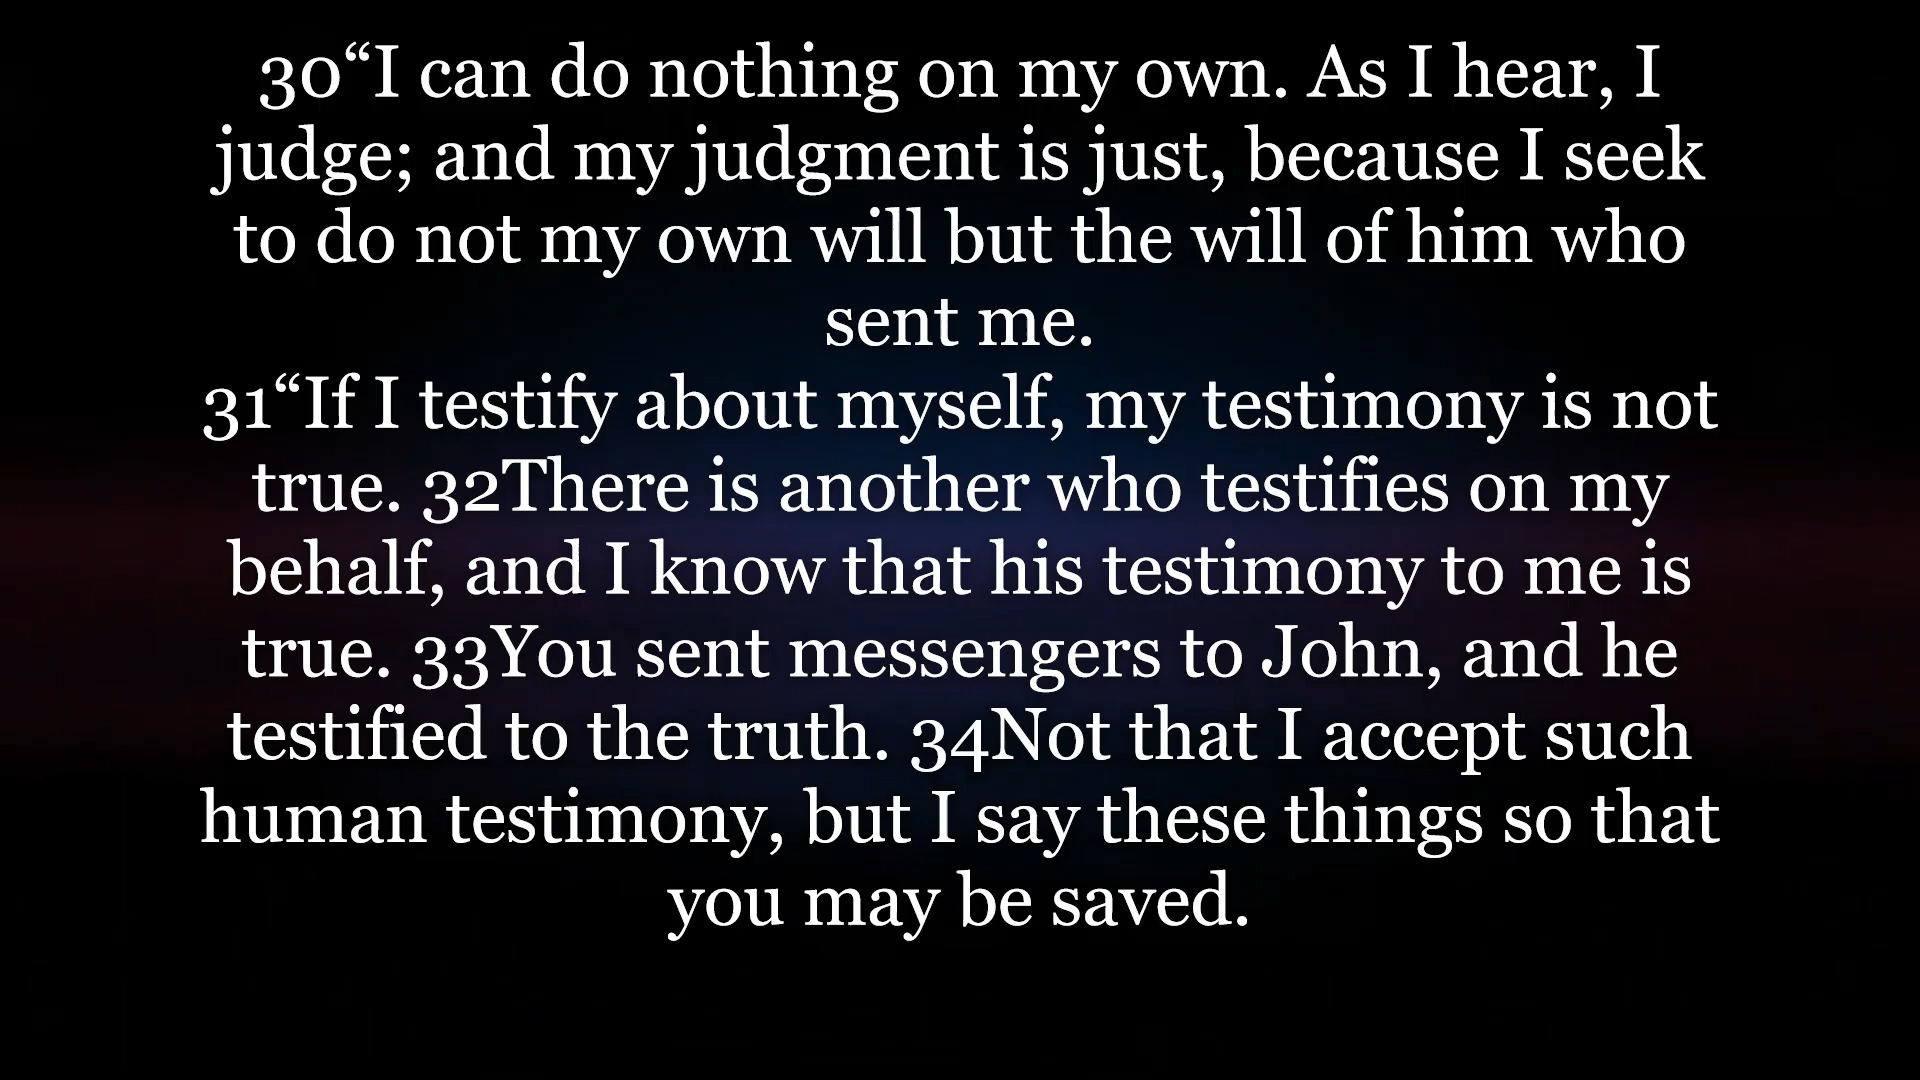 30“I can do nothing on my own. As I hear, I
judge; and my judgment is just, because I seek
to do not my own will but the will of him who
sent me.
31“If I testify about myself, my testimony is not
true. 32There is another who testifies on my
behalf, and I know that his testimony to me is
true. 33You sent messengers to John, and he
testified to the truth. 34Not that I accept such
human testimony, but I say these things so that
you may be saved.